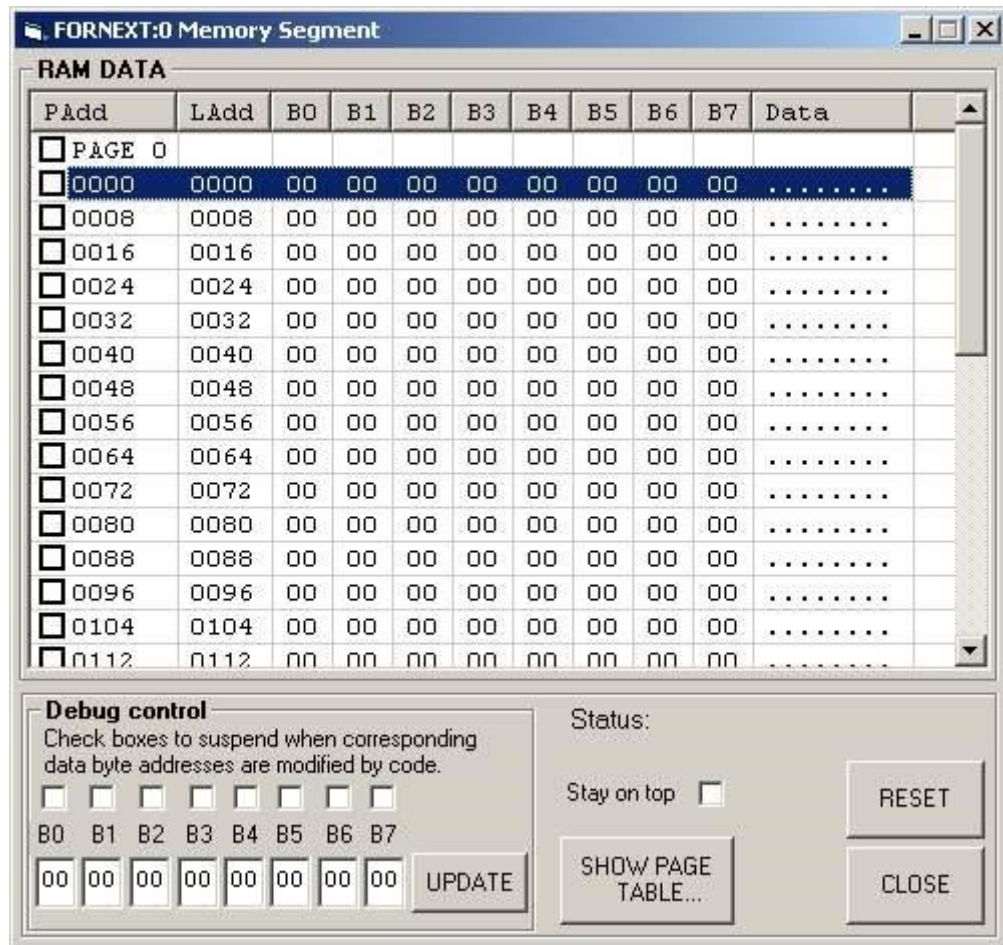 FORNEXT:0 Memory Segment
RAM DATA
PAdd LAdd B0 B1 B2 B3 B4 B5 B6 B7 Data
PAGE 0
0000 0000 00 00 00 00 00 00 00 00 ........
0008 0008 00 00 00 00 00 00 00 00 ........
0016 0016 00 00 00 00 00 00 00 00 ........
0024 0024 00 00 00 00 00 00 00 00 ........
0032 0032 00 00 00 00 00 00 00 00 ........
0040 0040 00 00 00 00 00 00 00 00 ........
0048 0048 00 00 00 00 00 00 00 00 ........
0056 0056 00 00 00 00 00 00 00 00 ........
0064 0064 00 00 00 00 00 00 00 00 ........
0072 0072 00 00 00 00 00 00 00 00 ........
0080 0080 00 00 00 00 00 00 00 00 ........
0088 0088 00 00 00 00 00 00 00 00 ........
0096 0096 00 00 00 00 00 00 00 00 ........
0104 0104 00 00 00 00 00 00 00 00 ........
0112 0112 00 00 00 00 00 00 00 00 ........
Debug control
Check boxes to suspend when corresponding
data byte addresses are modified by code.
B0 B1 B2 B3 B4 B5 B6 B7
00 00 00 00 00 00 00 00 UPDATE
Status:
Stay on top
SHOW PAGE
TABLE...
RESET
CLOSE